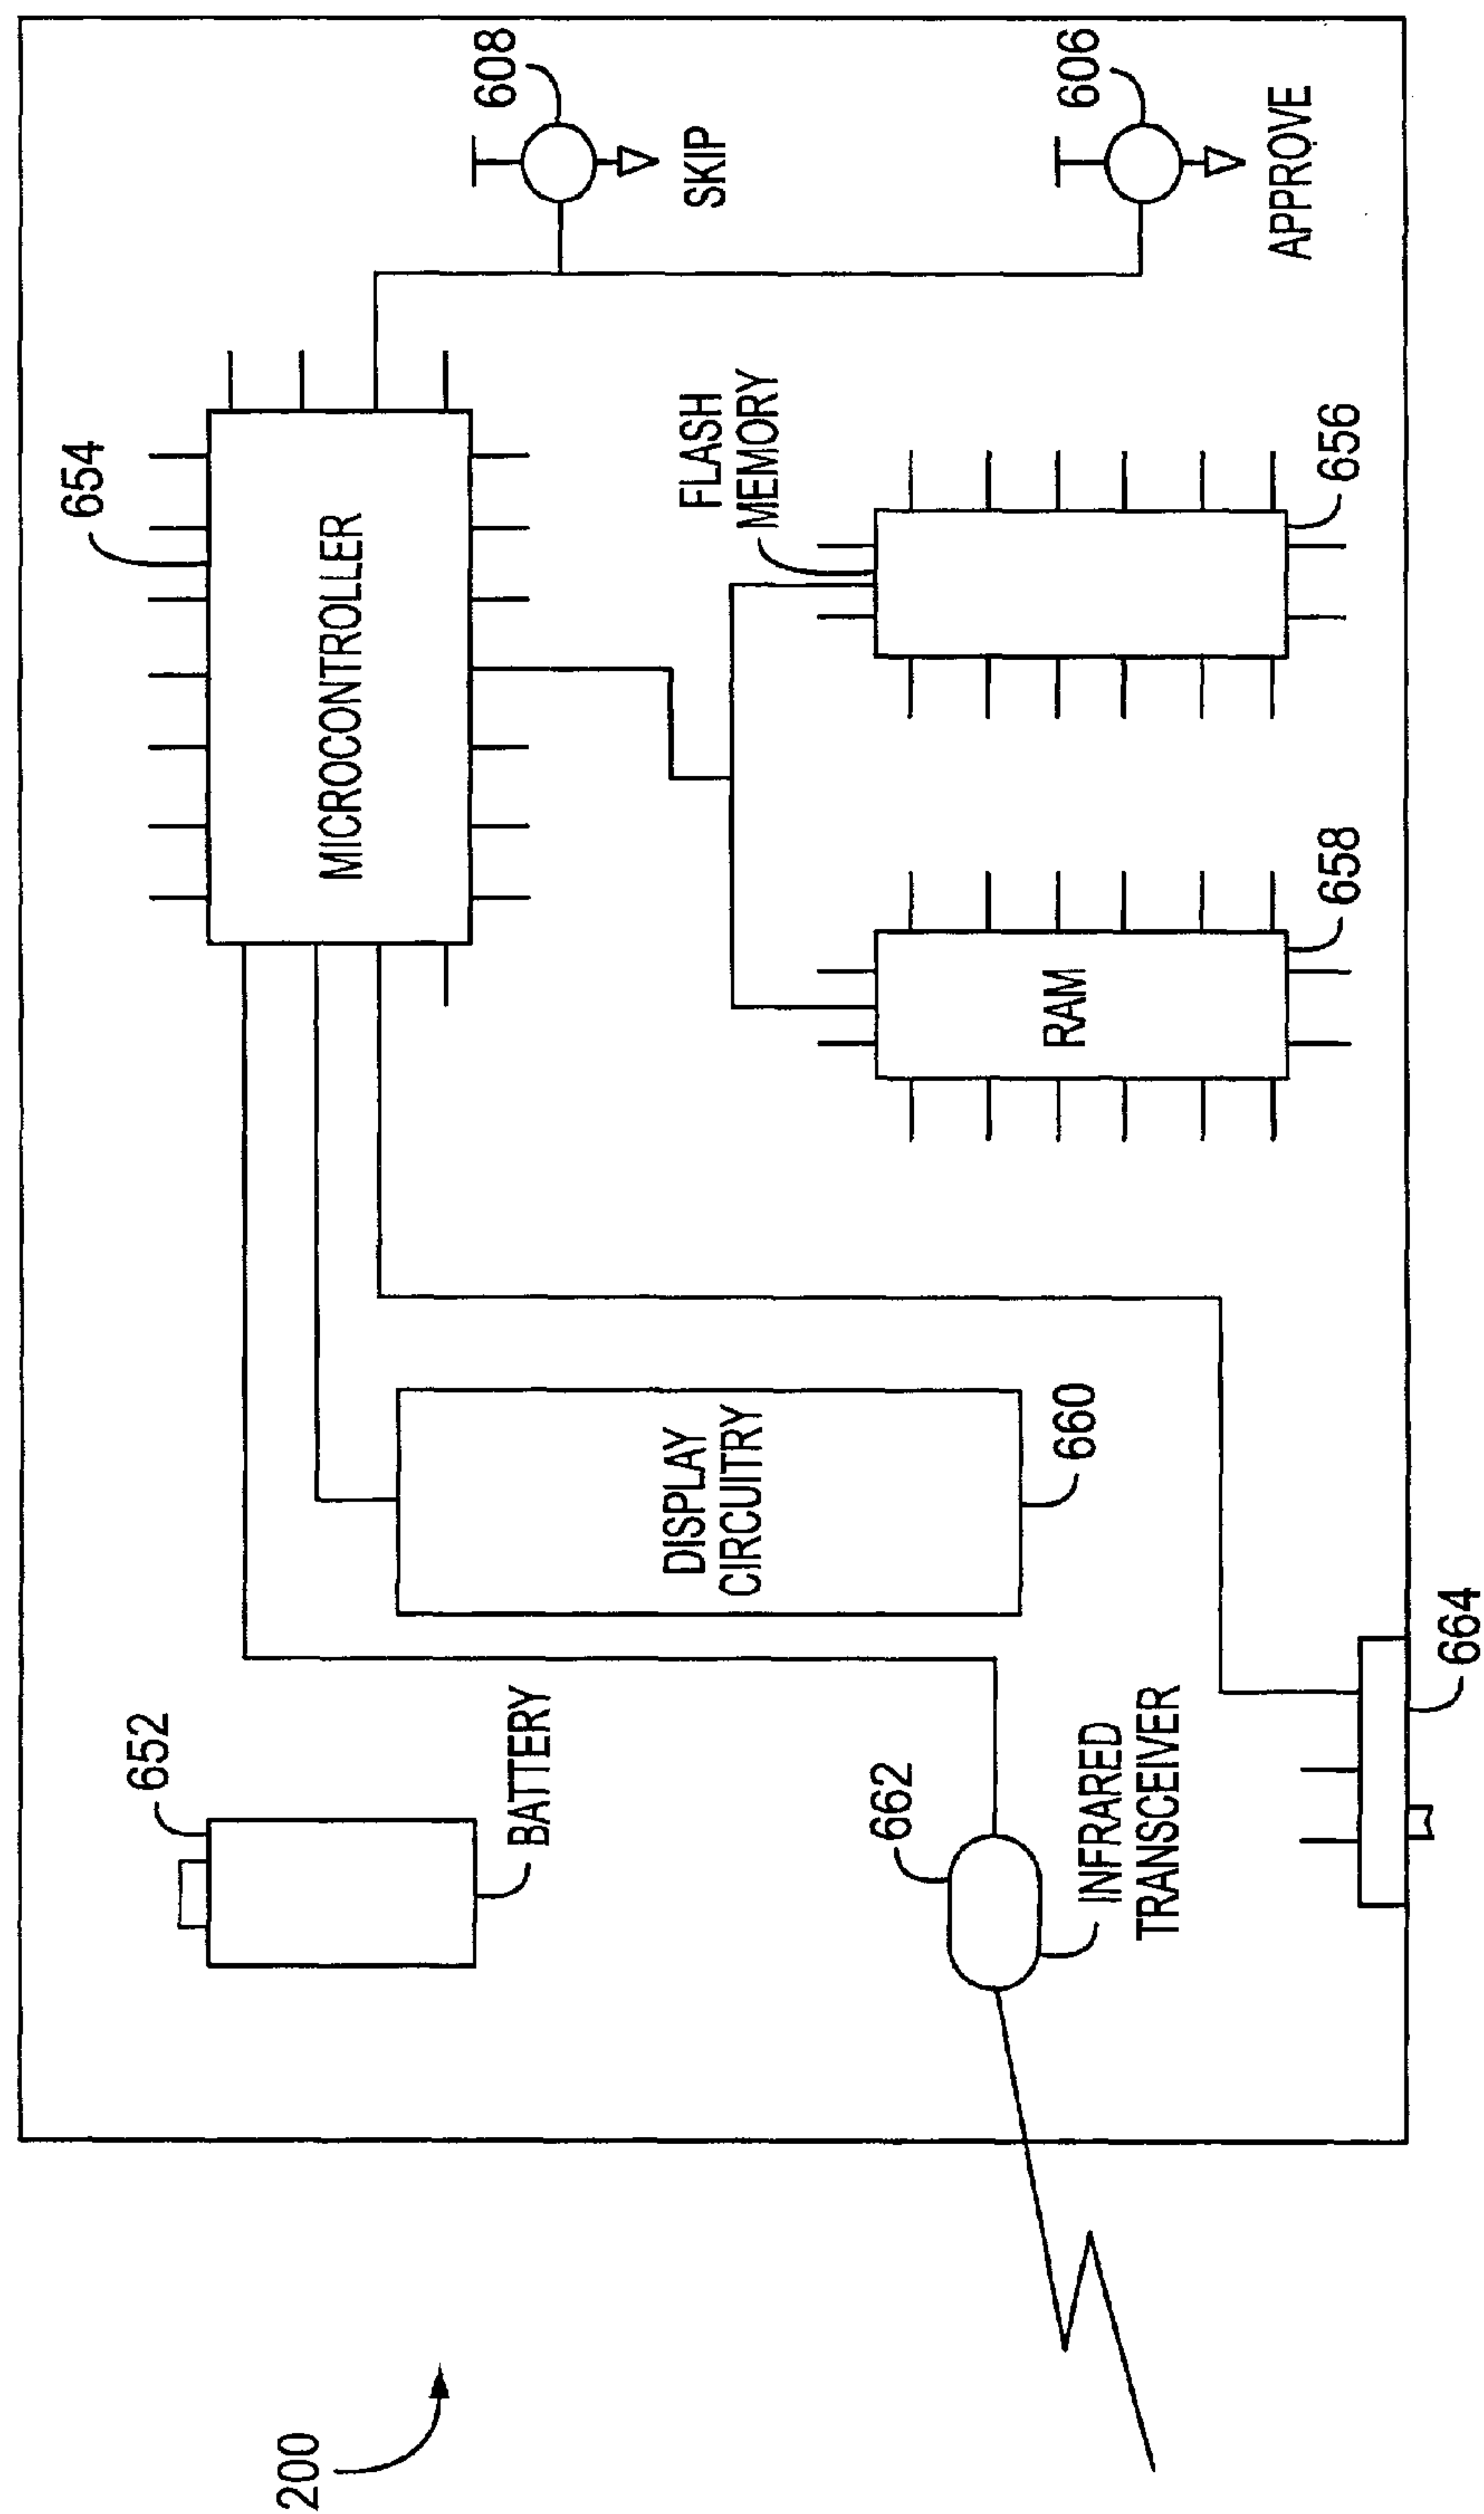 200
652
BATTERY
662
INFRARED
TRANSCEIVER
664
DISPLAY
CIRCUITRY
660
654
MICROCONTROLLER
RAM
658
FLASH
MEMORY
656
608
SKIP
606
APPROVE